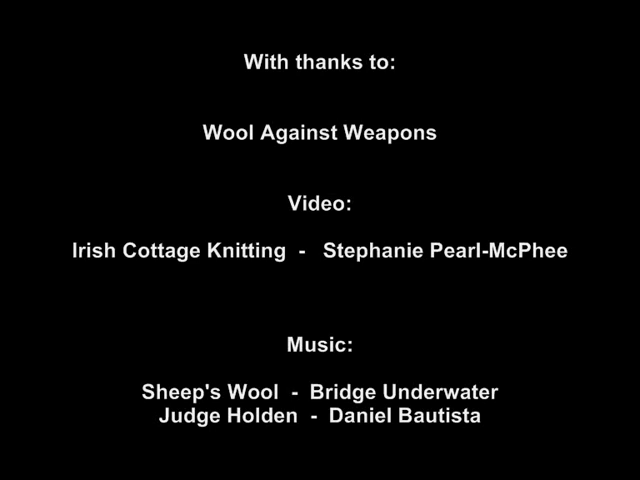 With thanks to:
Wool Against Weapons
Video:
Irish Cottage Knitting - Stephanie Pearl-McPhee
Music:
Sheep's Wool - Bridge Underwater
Judge Holden - Daniel Bautista